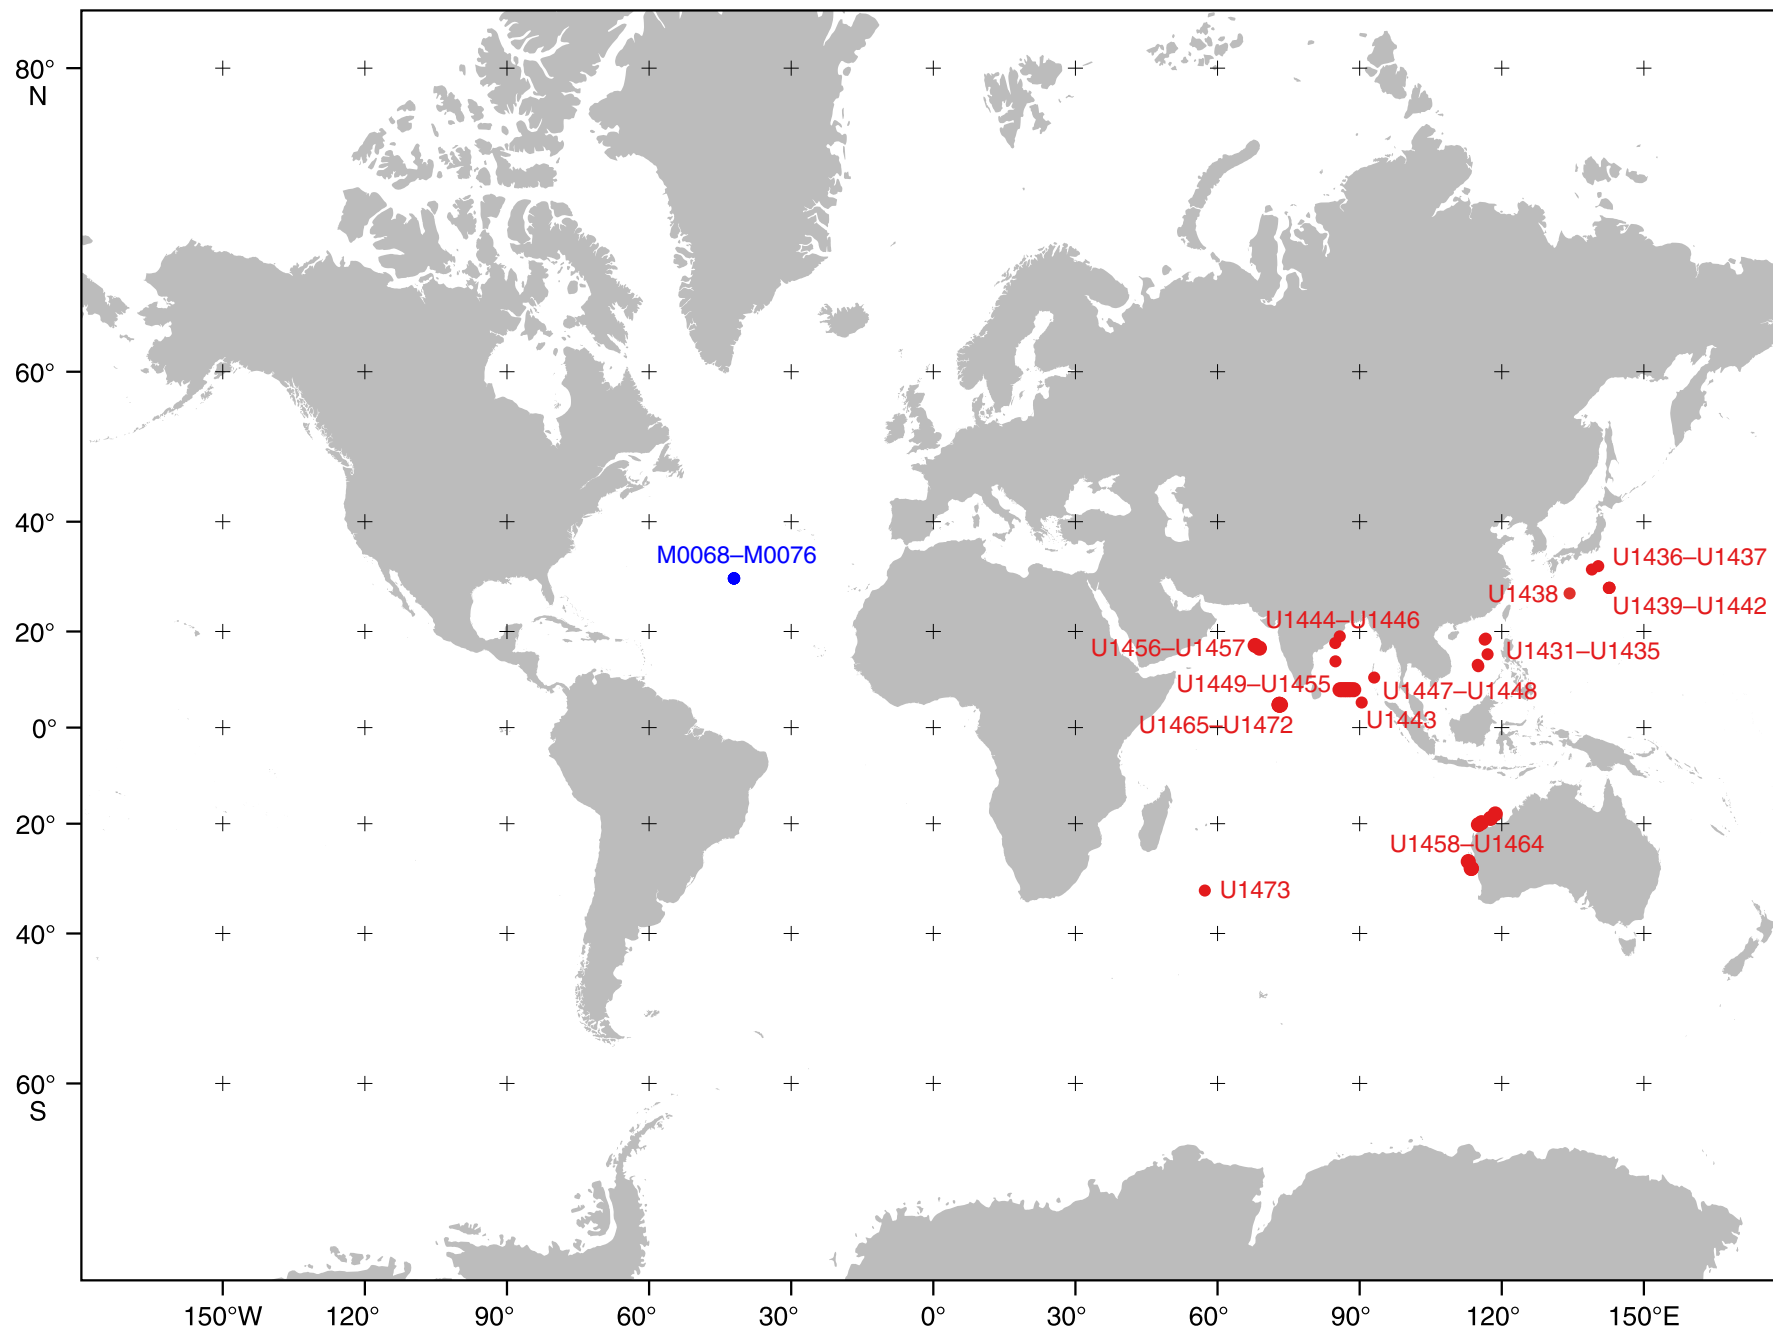 80°
N
60°
40°
M0068–M0076
U1436–U1437
U1438
U1439–U1442
20°
U1444–U1446
U1456–U1457
U1431–U1435
U1449–U1455
U1447–U1448
U1465–U1472
U1443
0°
20°
U1458–U1464
U1473
40°
60°
S
150°W 120° 90° 60° 30° 0° 30° 60° 90° 120° 150°E